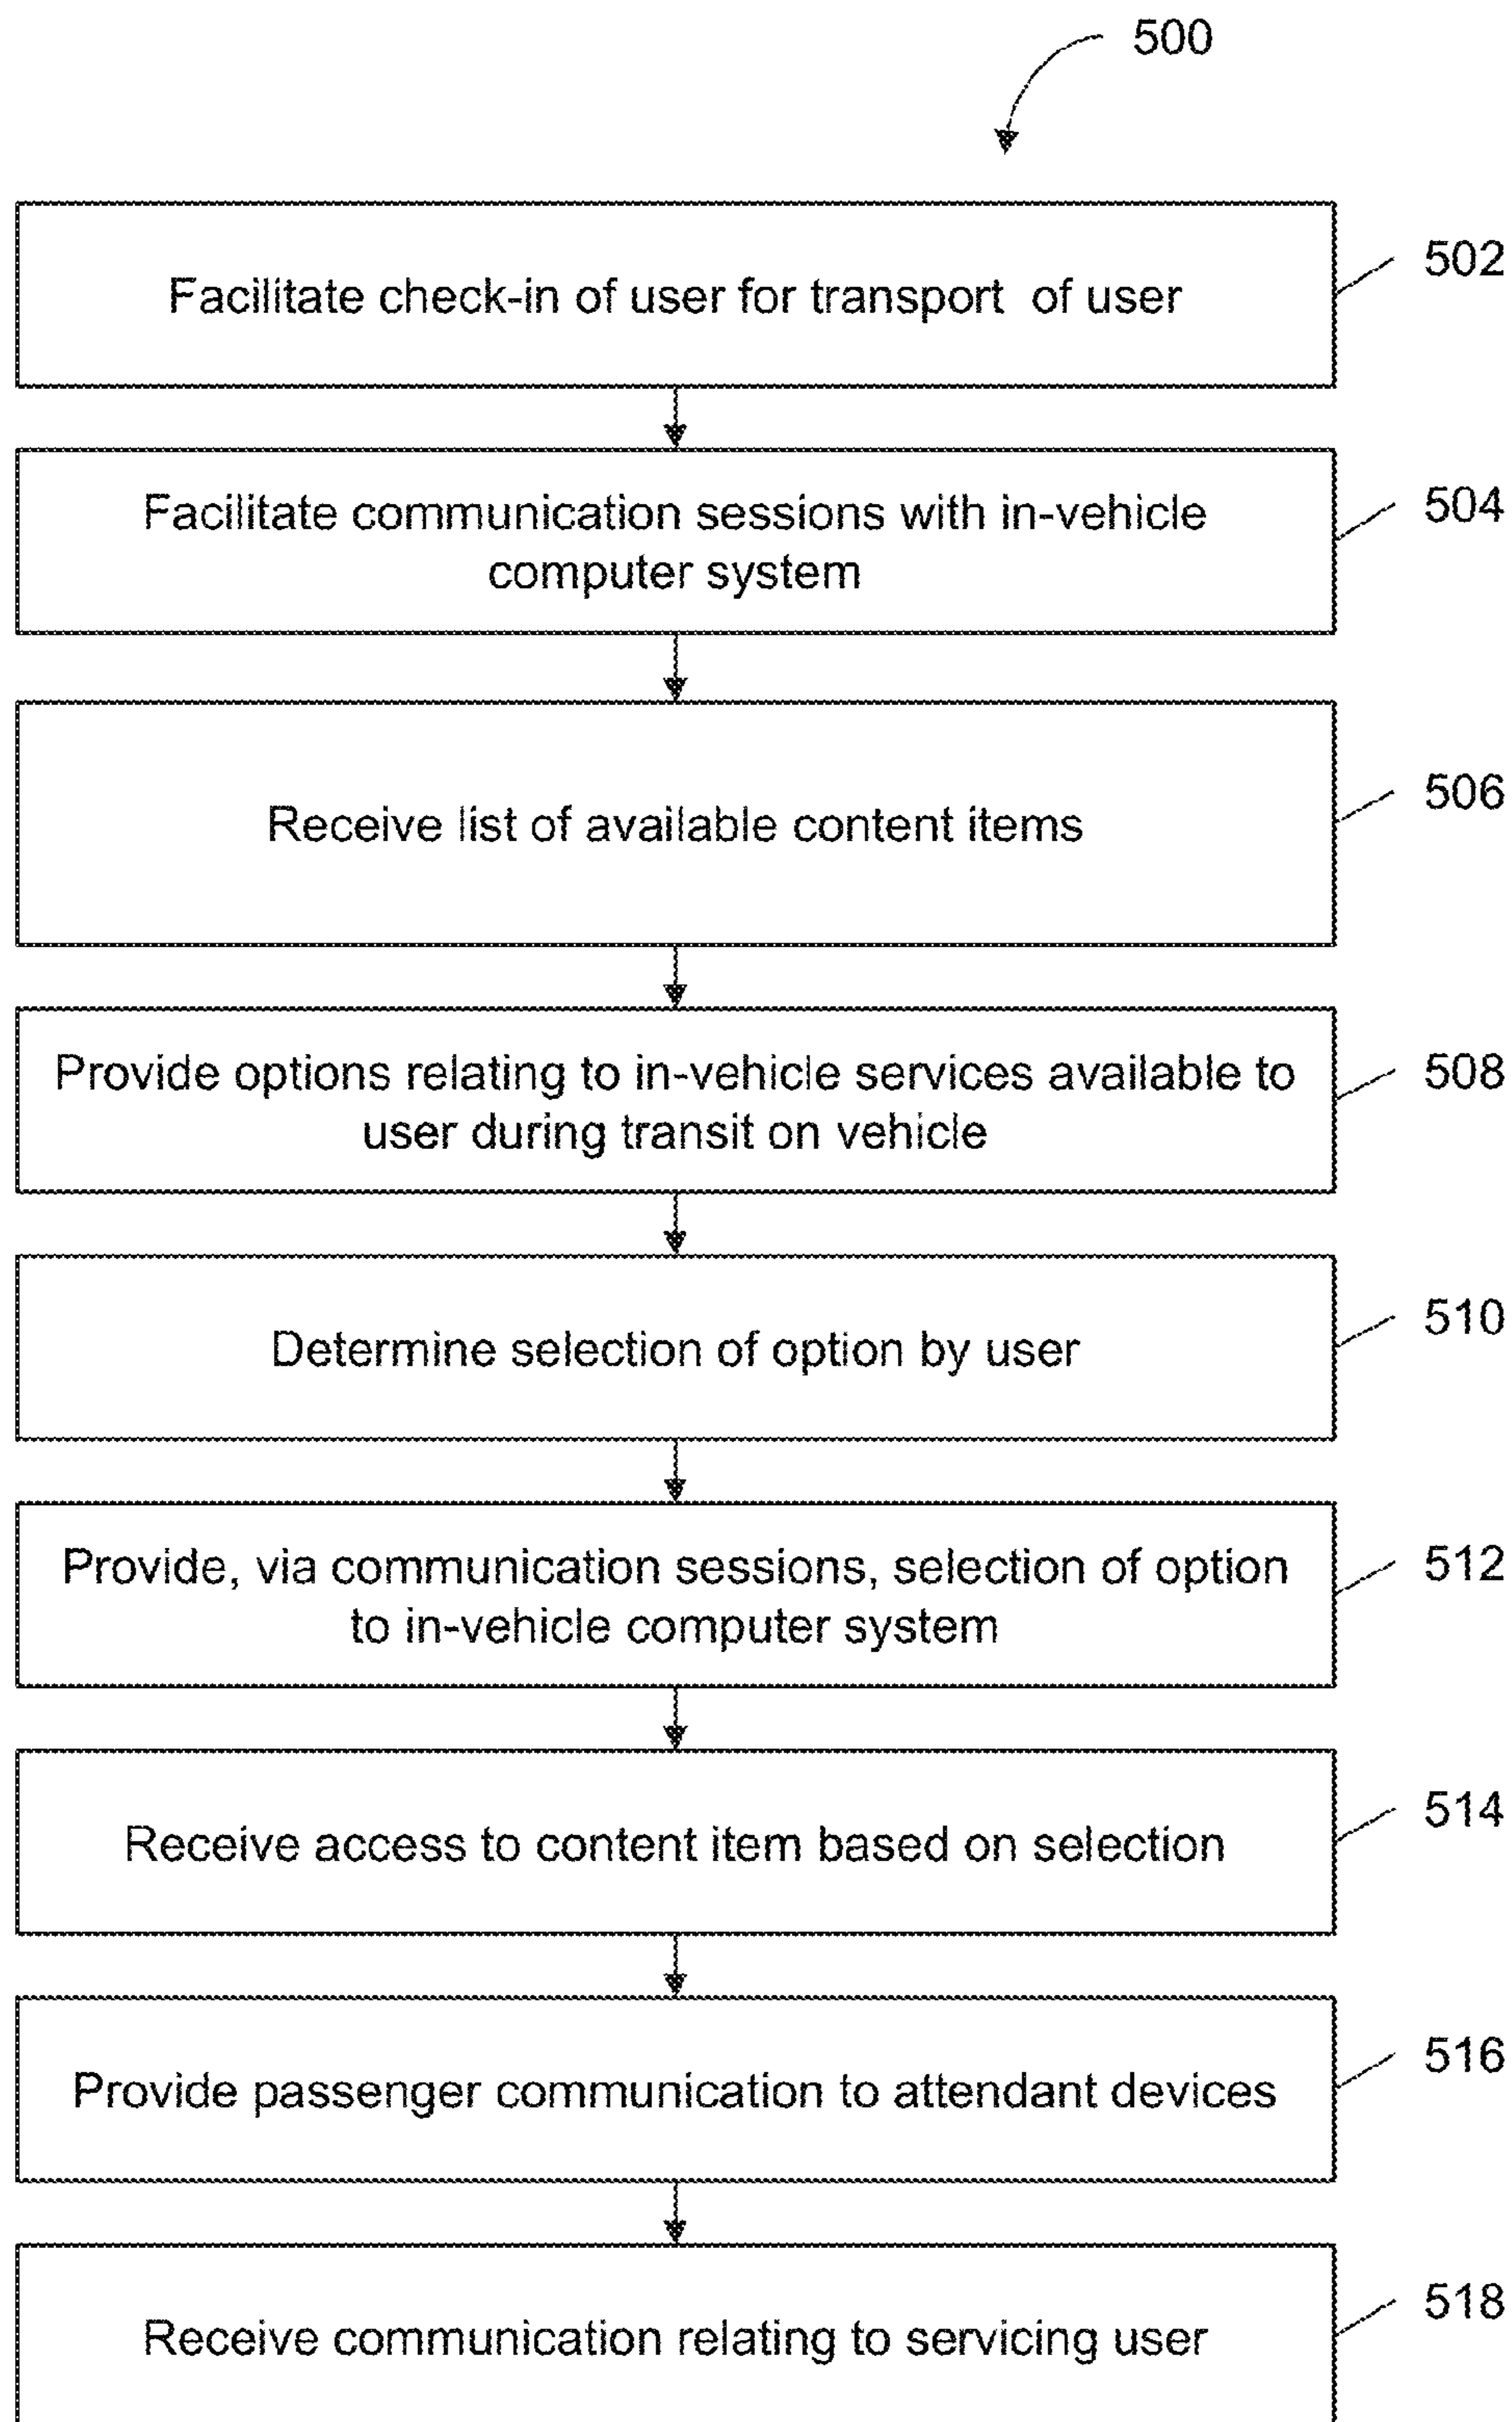 500
Facilitate check-in of user for transport of user
502
Facilitate communication sessions with in-vehicle
computer system
504
Receive list of available content items
506
Provide options relating to in-vehicle services available to
user during transit on vehicle
508
Determine selection of option by user
510
Provide, via communication sessions, selection of option
to in-vehicle computer system
512
Receive access to content item based on selection
514
Provide passenger communication to attendant devices
516
Receive communication relating to servicing user
518